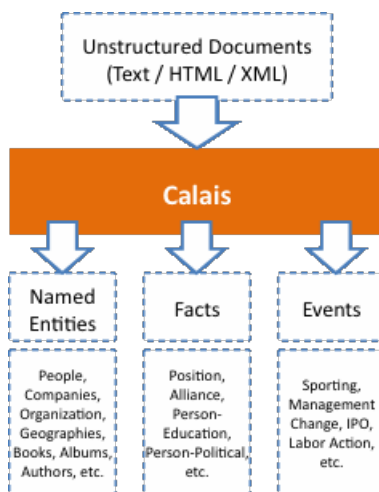 Unstructured Documents
(Text / HTML / XML)
Calais
Named
Entities
Facts
Events
People,
Companies,
Organization,
Geographies,
Books, Albums,
Authors, etc.
Position,
Alliance,
Person-
Education,
Person-Political,
etc.
Sporting,
Management
Change, IPO,
Labor Action,
etc.